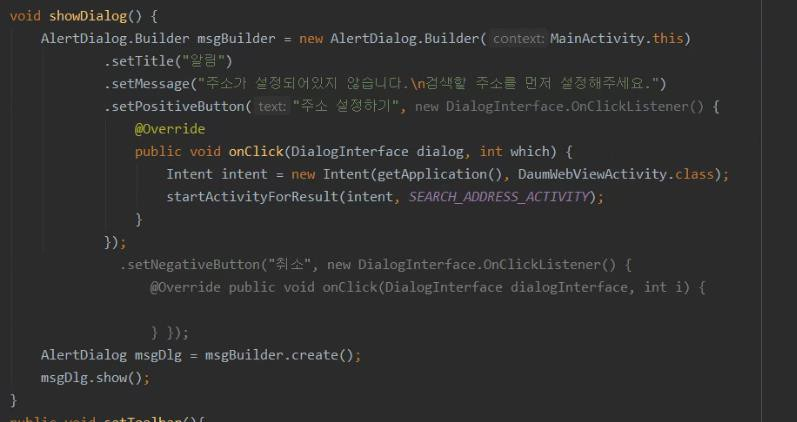 void showDialog() {
AlertDialog.Builder msgBuilder = new AlertDialog.Builder( context: MainActivity.this)
.setTitle("알림")
.setMessage("주소가 설정되어있지 않습니다.\n검색할 주소를 먼저 설정해주세요.")
.setPositiveButton( text: "주소 설정하기", new DialogInterface.OnClickListener() {
@Override
public void onClick(DialogInterface dialog, int which) {
Intent intent = new Intent(getApplication(), DaumWebViewActivity.class);
startActivityForResult(intent, SEARCH_ADDRESS_ACTIVITY);
}
});
.setNegativeButton("취소", new DialogInterface.OnClickListener() {
@Override public void onClick(DialogInterface dialogInterface, int i) {
} });
AlertDialog msgDlg = msgBuilder.create();
msgDlg.show();
}
public void setToolbar(){